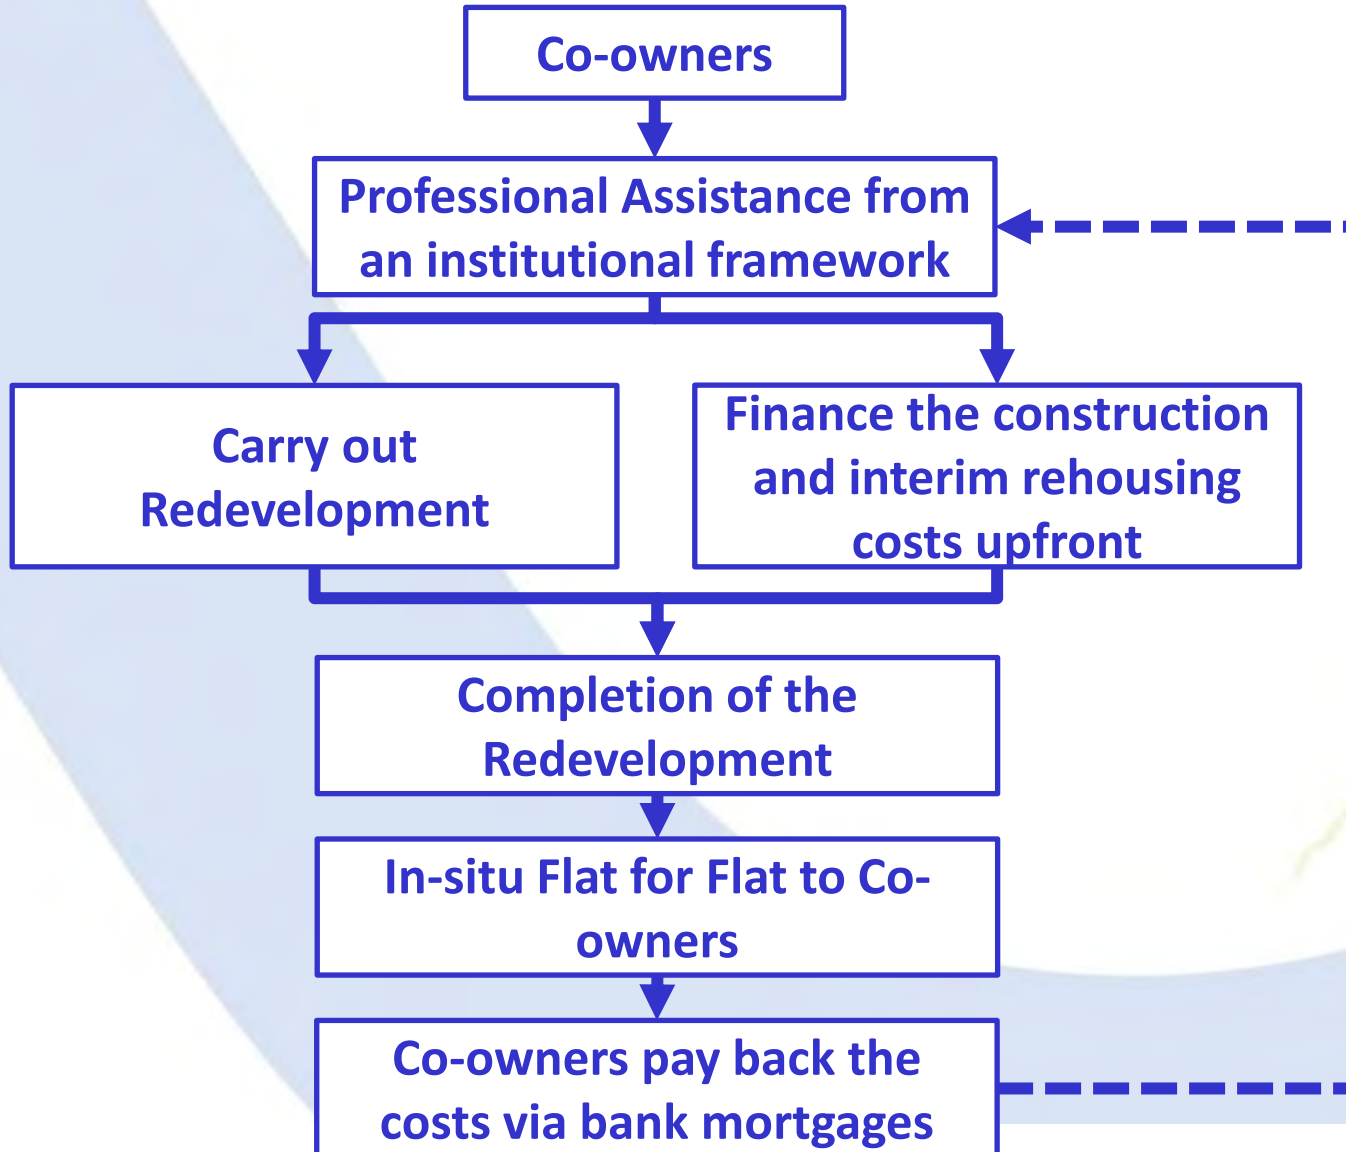 Co-owners
Professional Assistance from
an institutional framework
Carry out
Redevelopment
Finance the construction
and interim rehousing
costs upfront
Completion of the
Redevelopment
In-situ Flat for Flat to Co-
owners
Co-owners pay back the
costs via bank mortgages